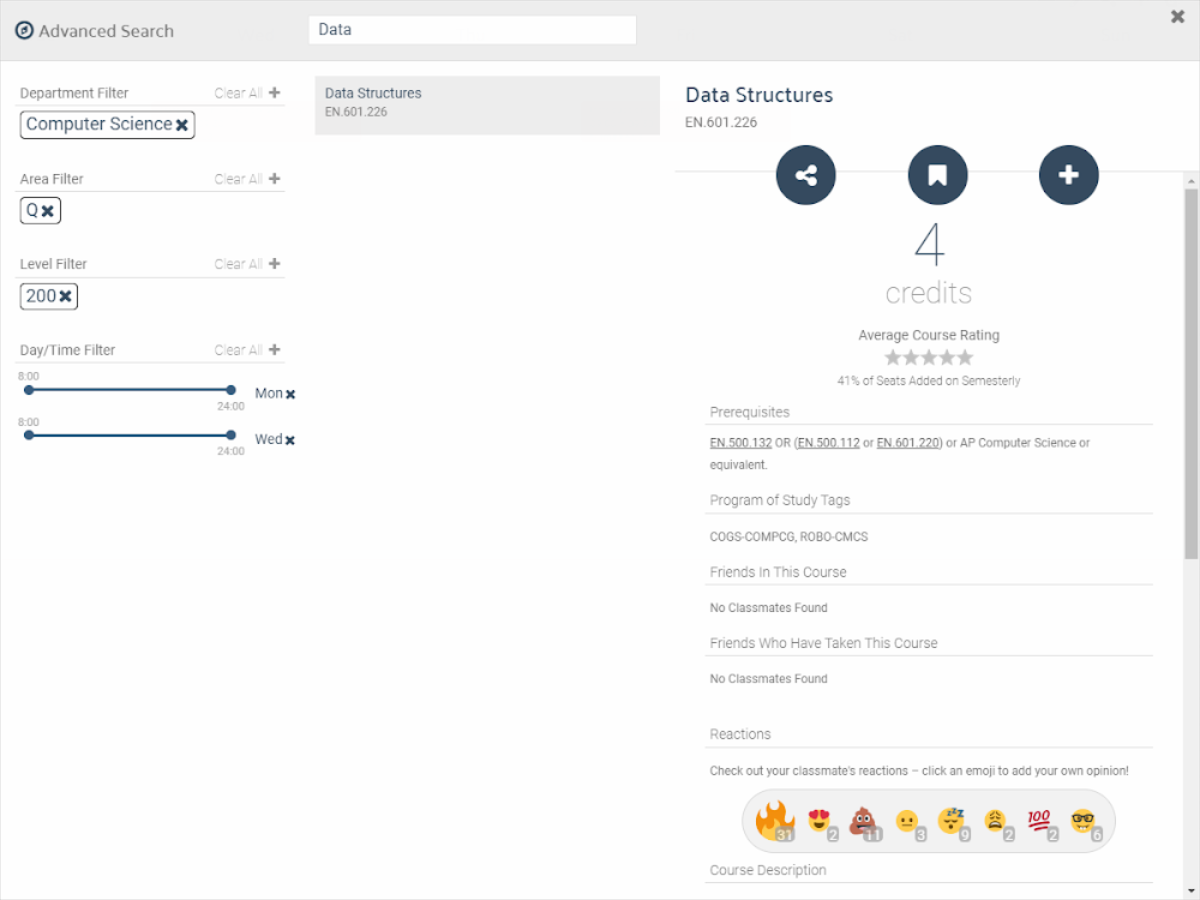 Advanced Search
Data
Department Filter Clear All
Computer Science
Area Filter Clear All
Q
Level Filter Clear All
200
Day/Time Filter Clear All
8:00
24:00
Mon
8:00
24:00
Wed
Data Structures
EN.601.226
Data Structures
EN.601.226
4
credits
Average Course Rating
41% of Seats Added on Semesterly
Prerequisites
EN.500.132 OR (EN.500.112 or EN.601.220) or AP Computer Science or
equivalent.
Program of Study Tags
COGS-COMPCG, ROBO-CMCS
Friends In This Course
No Classmates Found
Friends Who Have Taken This Course
No Classmates Found
Reactions
Check out your classmate's reactions – click an emoji to add your own opinion!
31 2 11 3 9 2 100 2 6
Course Description